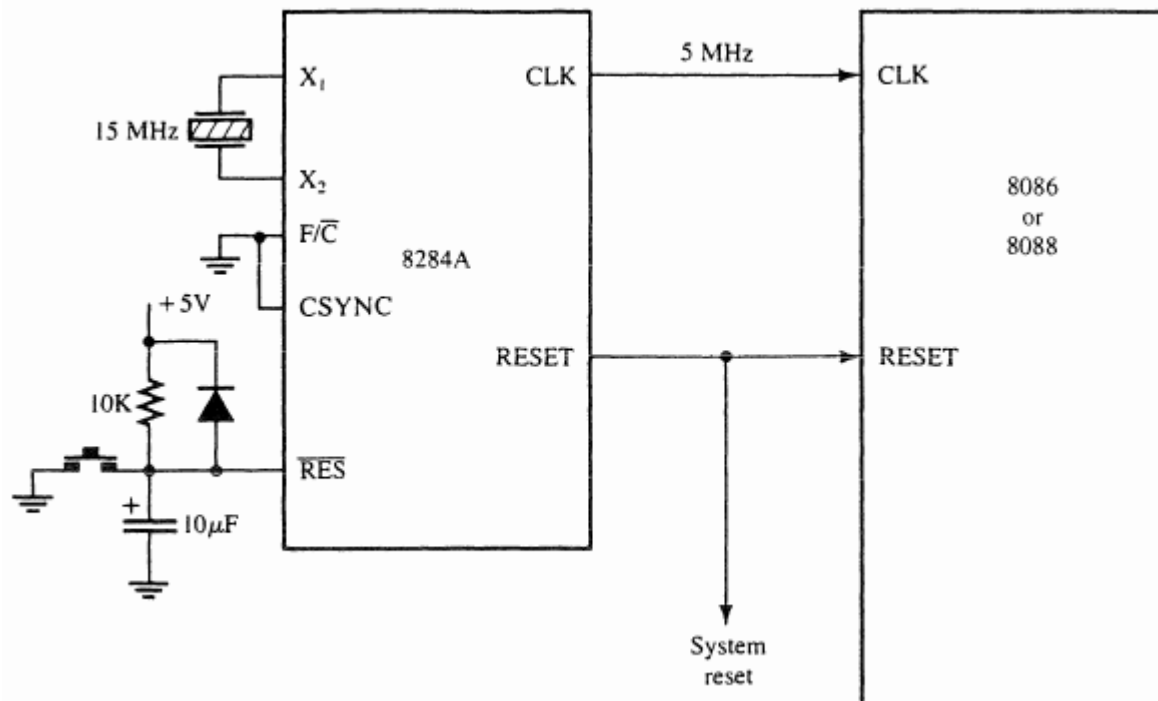 X₁
CLK
5 MHz
CLK
15 MHz
X₂
F/C̅
8284A
8086
or
8088
CSYNC
+5V
RESET
RESET
10K
R̅E̅S̅
+
10μF
System
reset